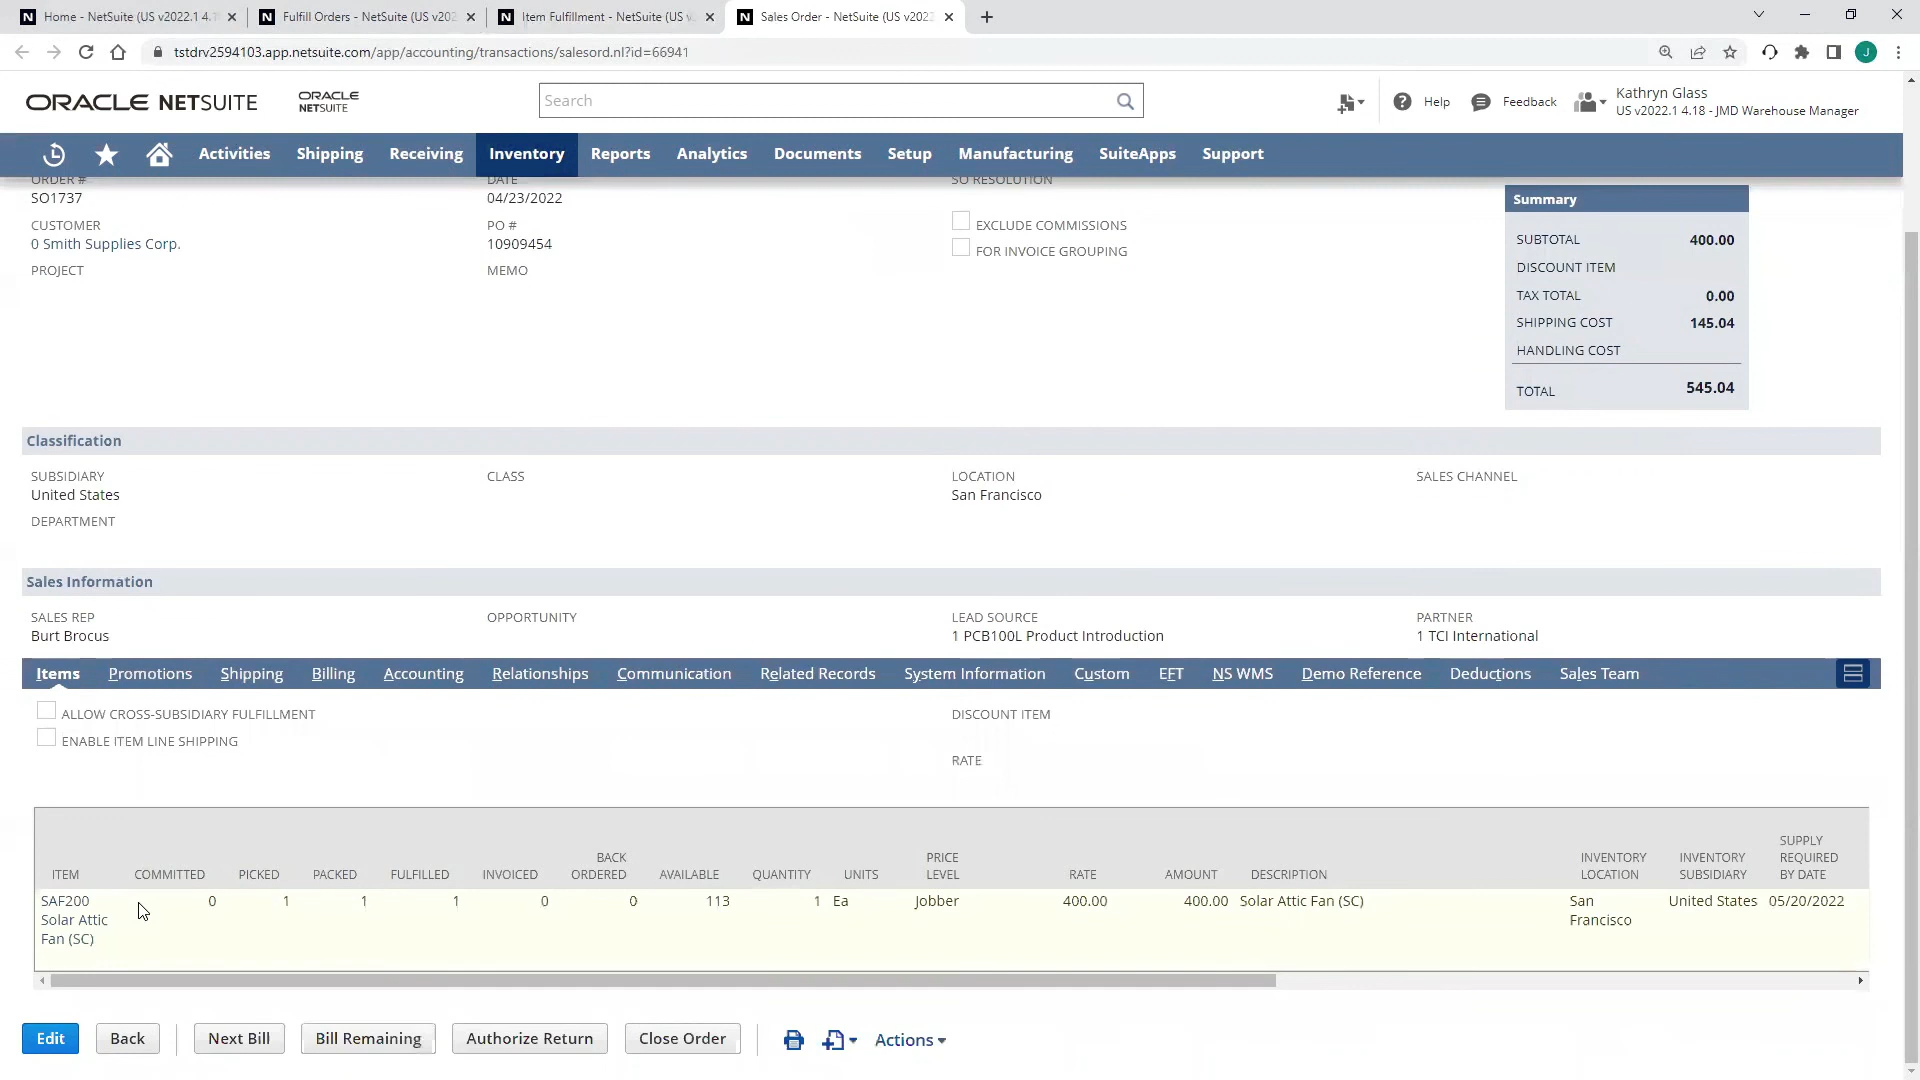 Home - NetSuite (US v2022.1 4.1
Fulfill Orders - NetSuite (US v202
Item Fulfillment - NetSuite (US v
Sales Order - NetSuite (US v2022
tstdrv2594103.app.netsuite.com/app/accounting/transactions/salesord.nl?id=66941
J
ORACLE NETSUITE
ORACLE
NETSUITE
Search
Help
Feedback
Kathryn Glass
US v2022.1 4.18 - JMD Warehouse Manager
Activities Shipping Receiving Inventory Reports Analytics Documents Setup Manufacturing SuiteApps Support
ORDER #
SO1737
CUSTOMER
0 Smith Supplies Corp.
PROJECT
DATE
04/23/2022
PO #
10909454
MEMO
SO RESOLUTION
EXCLUDE COMMISSIONS
FOR INVOICE GROUPING
Summary
SUBTOTAL 400.00
DISCOUNT ITEM
TAX TOTAL 0.00
SHIPPING COST 145.04
HANDLING COST
TOTAL 545.04
Classification
SUBSIDIARY
United States
DEPARTMENT
CLASS
LOCATION
San Francisco
SALES CHANNEL
Sales Information
SALES REP
Burt Brocus
OPPORTUNITY
LEAD SOURCE
1 PCB100L Product Introduction
PARTNER
1 TCI International
Items Promotions Shipping Billing Accounting Relationships Communication Related Records System Information Custom EFT NS WMS Demo Reference Deductions Sales Team
ALLOW CROSS-SUBSIDIARY FULFILLMENT
ENABLE ITEM LINE SHIPPING
DISCOUNT ITEM
RATE
ITEM COMMITTED PICKED PACKED FULFILLED INVOICED BACK ORDERED AVAILABLE QUANTITY UNITS PRICE LEVEL RATE AMOUNT DESCRIPTION INVENTORY LOCATION INVENTORY SUBSIDIARY SUPPLY REQUIRED BY DATE
SAF200 0 1 1 1 0 0 113 1 Ea Jobber 400.00 400.00 Solar Attic Fan (SC) San United States 05/20/2022
Solar Attic Francisco
Fan (SC)
Edit Back Next Bill Bill Remaining Authorize Return Close Order Actions